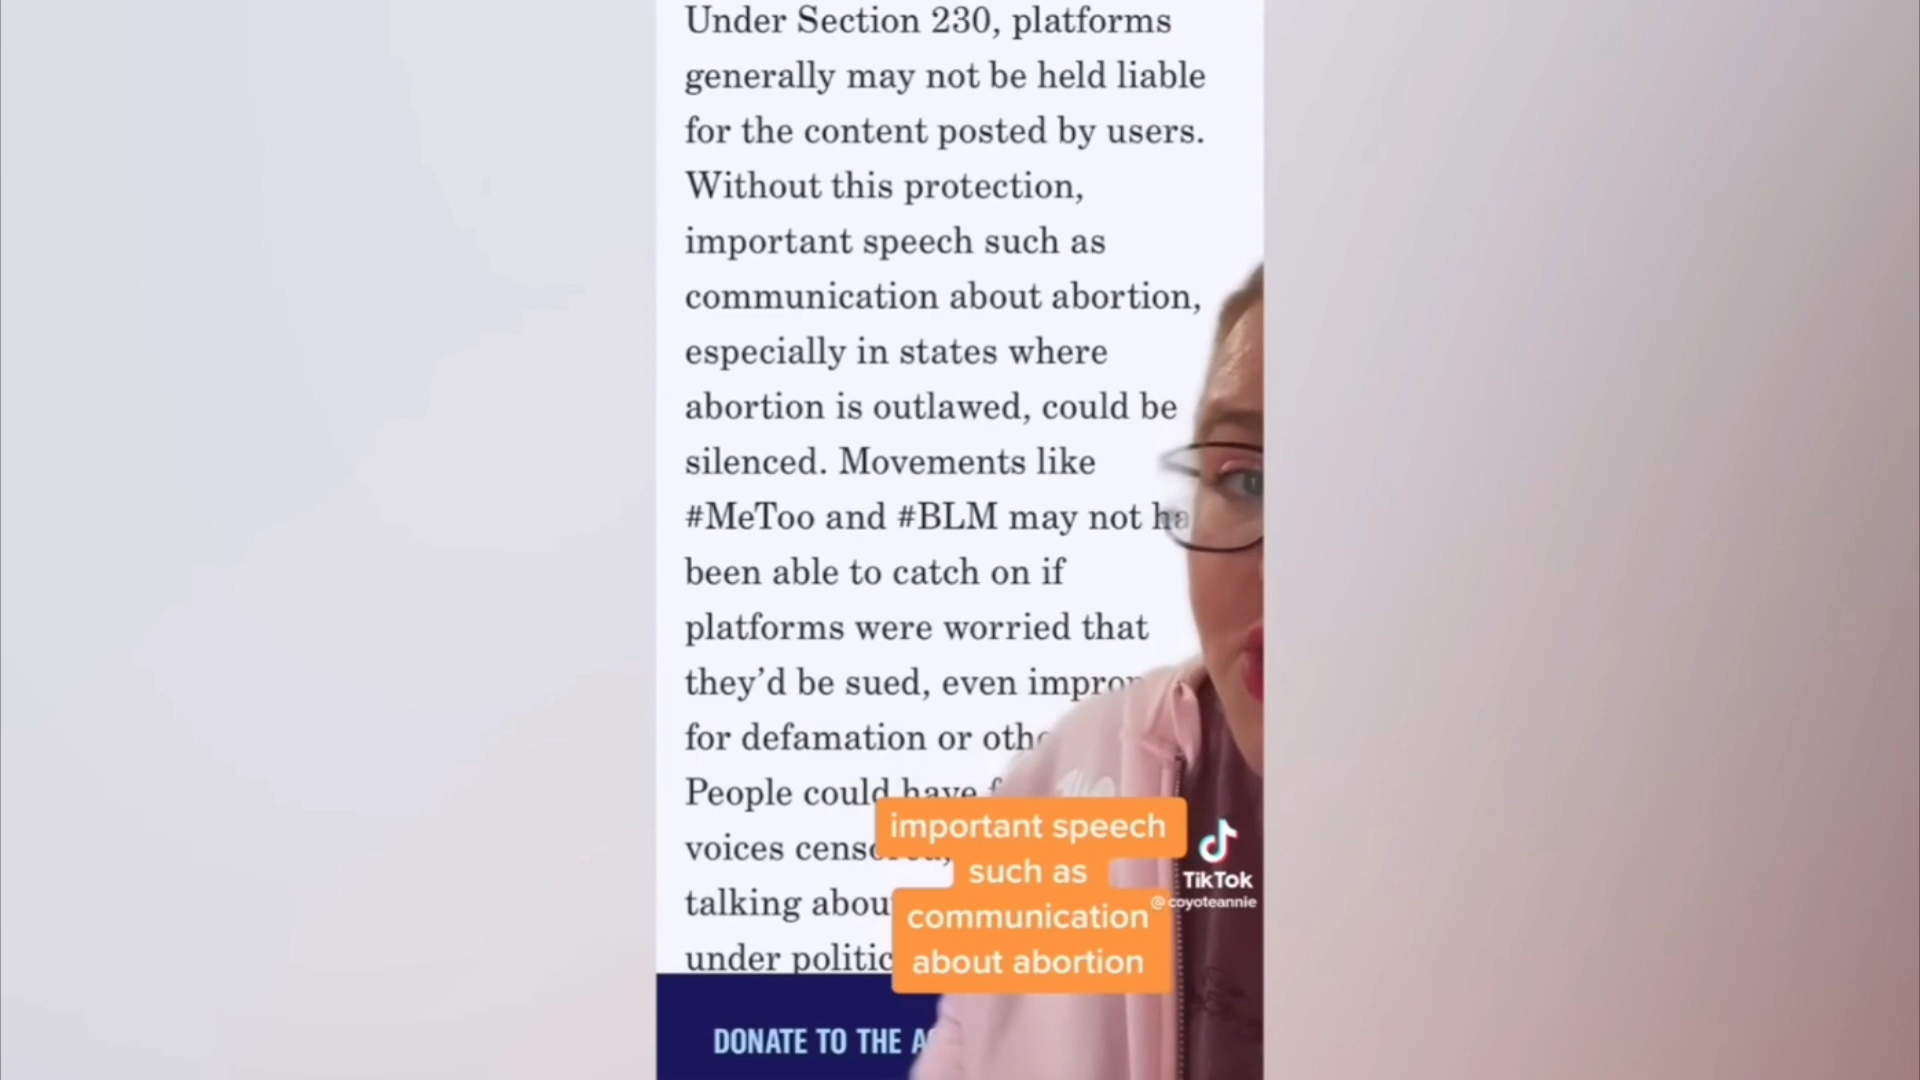 Under Section 230, platforms
generally may not be held liable
for the content posted by users.
Without this protection,
important speech such as
communication about abortion,
especially in states where
abortion is outlawed, could be
silenced. Movements like
#MeToo and #BLM may not
been able to catch on if
platforms were worried that
they'd be sued, even
for defamation or
People could have
voices
talking
under
important speech
such as
communication
about abortion
TikTok
@coyoteannie
DONATE TO THE